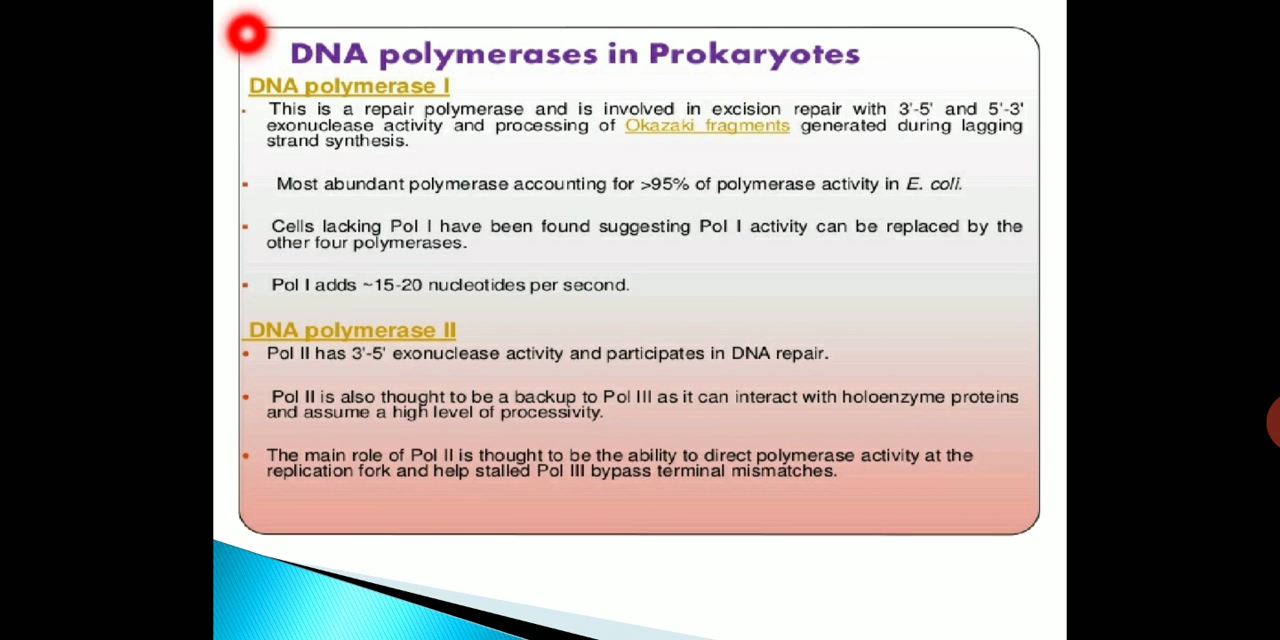 DNA polymerases in Prokaryotes
DNA polymerase I
This is a repair polymerase and is involved in excision repair with 3'-5' and 5'-3'
exonuclease activity and processing of Okazaki fragments generated during lagging
strand synthesis.
Most abundant polymerase accounting for >95% of polymerase activity in E. coli.
Cells lacking Pol I have been found suggesting Pol I activity can be replaced by the
other four polymerases.
Pol I adds ~15-20 nucleotides per second.
DNA polymerase II
Pol II has 3'-5' exonuclease activity and participates in DNA repair.
Pol II is also thought to be a backup to Pol III as it can interact with holoenzyme proteins
and assume a high level of processivity.
The main role of Pol II is thought to be the ability to direct polymerase activity at the
replication fork and help stalled Pol III bypass terminal mismatches.